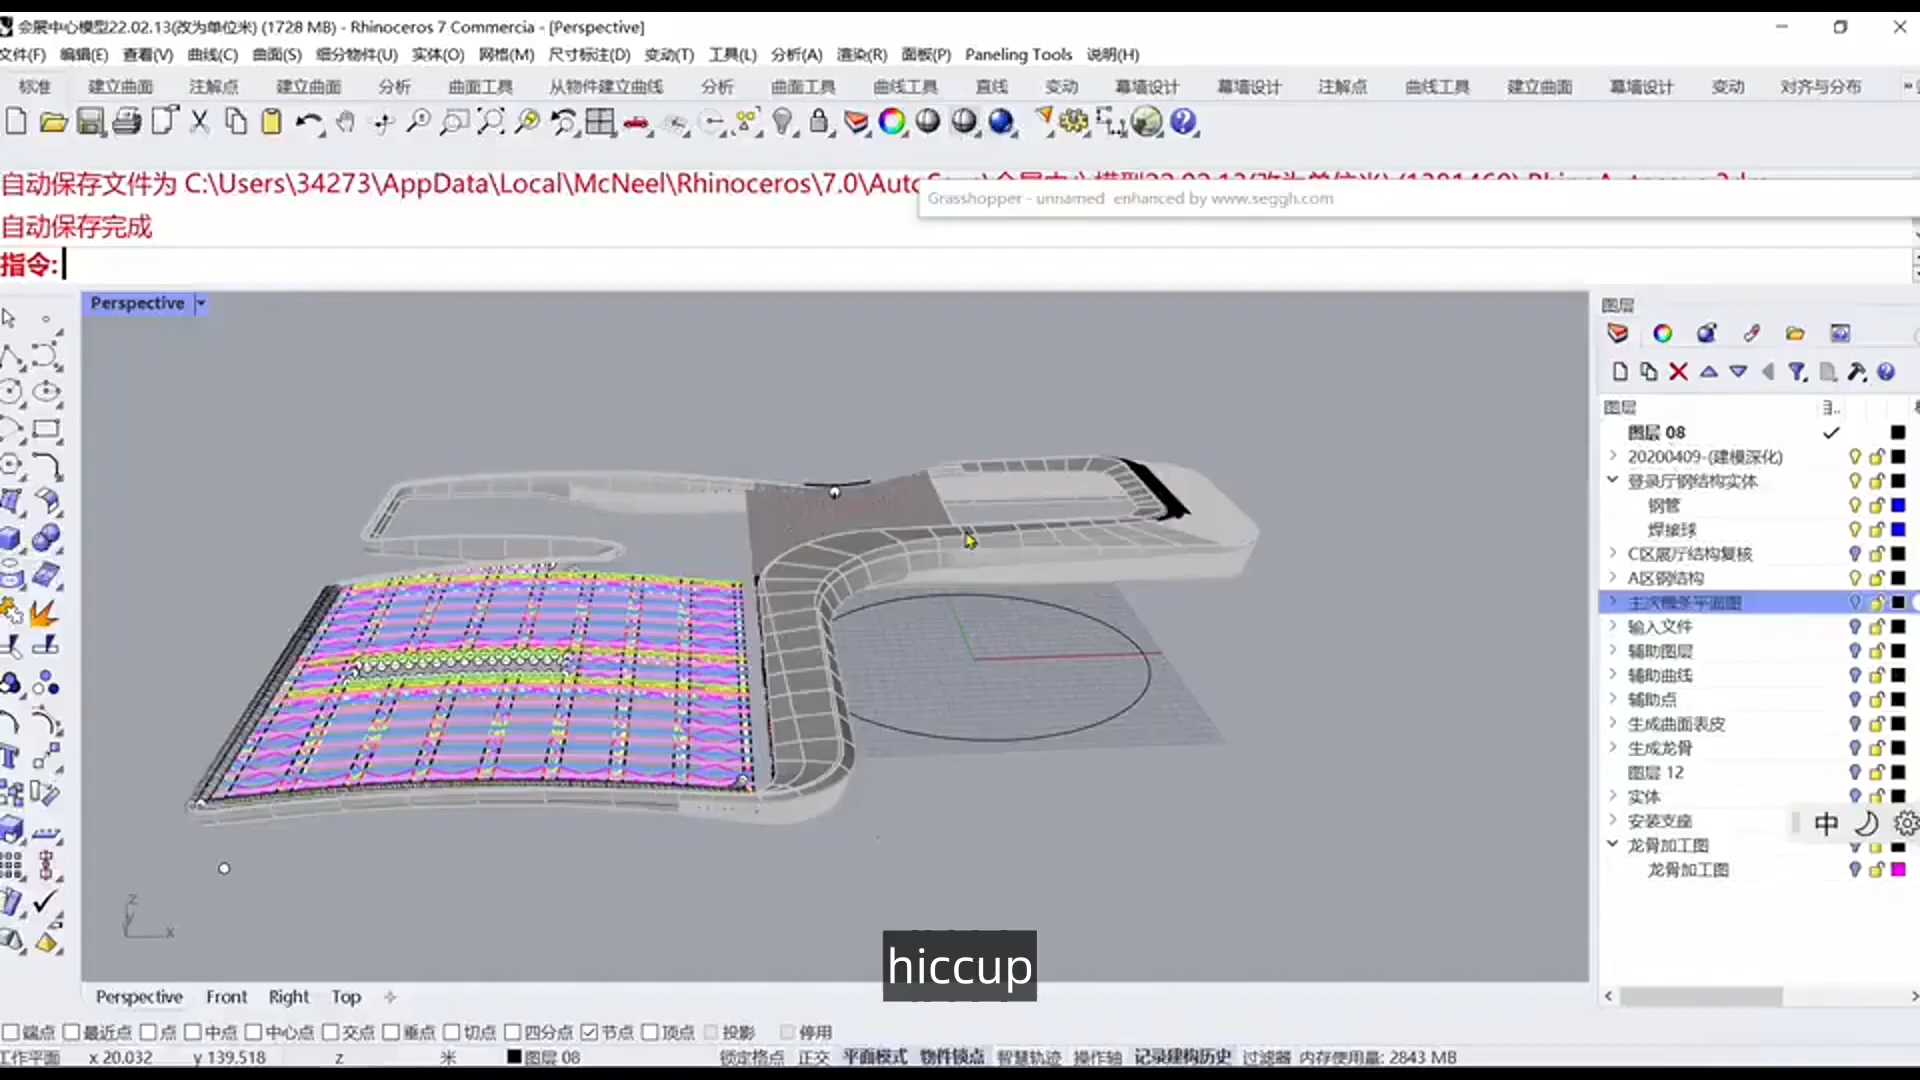 会展中心模型22.02.13(改为单位米) (1728 MB) - Rhinoceros 7 Commercia - [Perspective]
文件(F) 编辑(E) 查看(V) 曲线(C) 曲面(S) 细分物件(U) 实体(O) 网格(M) 尺寸标注(D) 变动(T) 工具(L) 分析(A) 渲染(R) 面板(P) Paneling Tools 说明(H)
标准 建立曲面 注解点 建立曲面 分析 曲面工具 从物件建立曲线 分析 曲面工具 曲线工具 直线 变动 幕墙设计 幕墙设计 注解点 曲线工具 建立曲面 幕墙设计 变动 对齐与分布
自动保存文件为 C:\Users\34273\AppData\Local\McNeel\Rhinoceros\7.0\Auto
Grasshopper - unnamed enhanced by www.seggh.com
自动保存完成
指令:
Perspective
图层
图层
图层 08
20200409-(建模深化)
登录厅钢结构实体
钢管
焊接球
C区展厅结构复核
A区钢结构
主次檩条平面图
输入文件
辅助图层
辅助曲线
辅助点
生成曲面表皮
生成龙骨
图层 12
实体
安装支座
中
龙骨加工图
龙骨加工图
z
y
x
hiccup
Perspective Front Right Top
端点 最近点 点 中点 中心点 交点 垂点 切点 四分点 节点 顶点 投影 停用
工作平面 x 20.032 y 139.518 z 米 图层 08 锁定格点 正交 平面模式 物件锁点 智慧轨迹 操作轴 记录建构历史 过滤器 内存使用量: 2843 MB